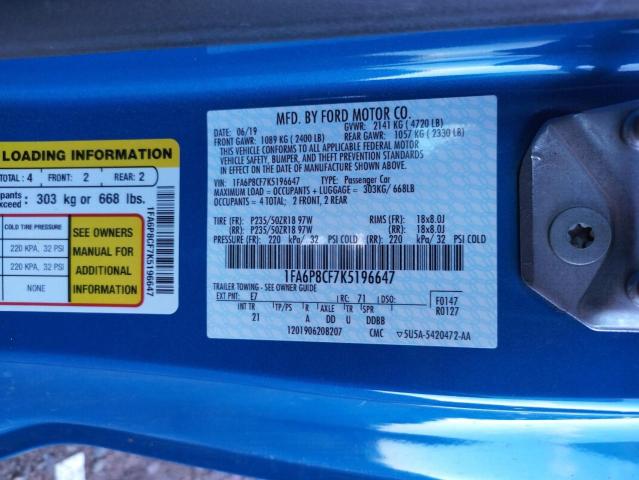 LOADING INFORMATION
Total: 4 FRONT: 2 REAR: 2
303 kg or 668 lbs.
COLD TIRE PRESSURE
220 KPA, 32 PSI
220 KPA, 32 PSI
NONE
SEE OWNERS
MANUAL FOR
ADDITIONAL
INFORMATION
1FA6P8CF7K5196647
MFD. BY FORD MOTOR CO.
06/19 GVWR: 2141 KG (4720 LB)
FRONT GAWR: 1089 KG (2400 LB) REAR GAWR: 1057 KG (2330 LB)
THIS VEHICLE CONFORMS TO ALL APPLICABLE FEDERAL MOTOR
VEHICLE SAFETY, BUMPER, AND THEFT PREVENTION STANDARDS
IN EFFECT ON THE DATE OF MANUFACTURE SHOWN ABOVE.
VIN: 1FA6P8CF7K5196647 TYPE: Passenger Car
MAXIMUM LOAD = OCCUPANTS + LUGGAGE = 303KG/ 668LB
OCCUPANTS = 4 TOTAL; 2 FRONT, 2 REAR
TIRE (FR): P235/50ZR18 97W RIMS (FR): 18x8.0J
(RR): P235/50ZR18 97W (RR): 18x8.0J
PRESSURE (FR): 220 kPa/ 32 PSI COLD (RR) 220 kPa/ 32 PSI COLD
1FA6P8CF7K5196647
TRAILER TOWING - SEE OWNER GUIDE
EXT PNT: E7 RC: 71 DSO: F0147
INT TR TP/PS R AXLE TR SPR R0127
21 A DD U DDBB
1201906208207 CMC 5U5A-5420472-AA